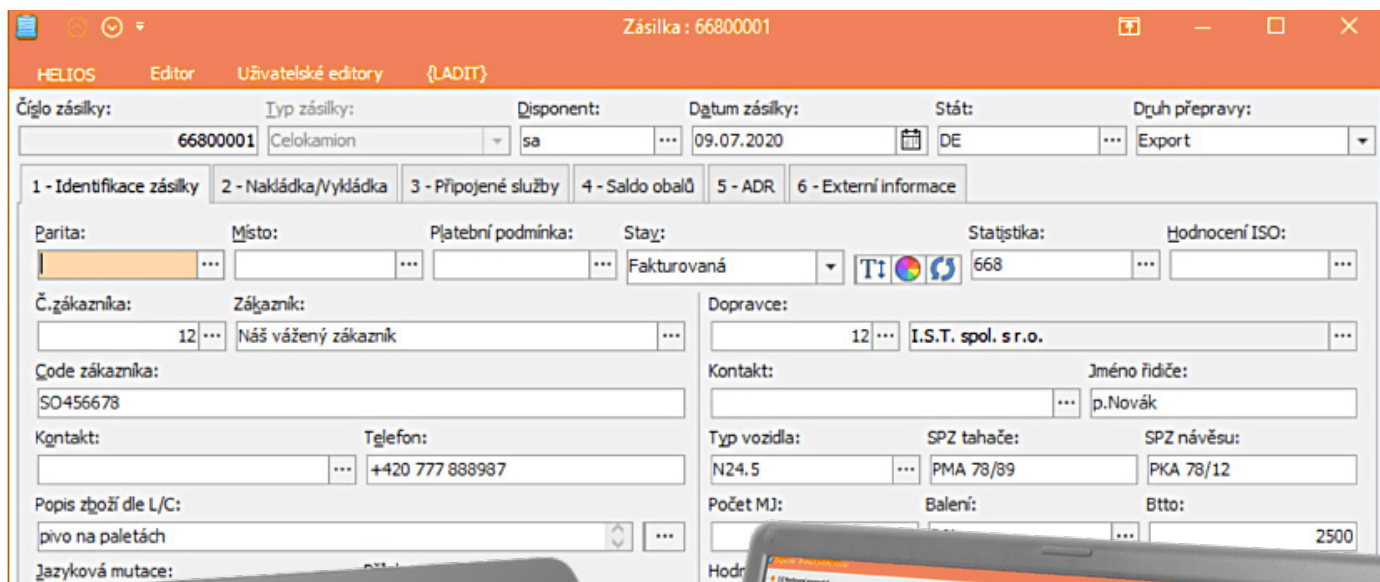 Zásilka : 66800001
HELIOS Editor Uživatelské editory {LADIT}
Číslo zásilky: Typ zásilky: Disponent: Datum zásilky: Stát: Druh přepravy:
66800001 Celokamion sa ... 09.07.2020 DE ... Export
1 - Identifikace zásilky 2 - Nakládka/Vykládka 3 - Připojené služby 4 - Saldo obalů 5 - ADR 6 - Externí informace
Parita: Místo: Platební podmínka: Stav: Statistika: Hodnocení ISO:
... ... ... Fakturovaná T 668 ... ...
Č.zákazníka: Zákazník: Dopravce:
12 ... Náš vážený zákazník ... 12 ... I.S.T. spol. s r.o. ...
Code zákazníka: Kontakt: Jméno řidiče:
SO456678 ... p.Novák
Kontakt: Telefon: Typ vozidla: SPZ tahače: SPZ návěsu:
... +420 777 888987 N24.5 ... PMA 78/89 PKA 78/12
Popis zboží dle L/C: Počet MJ: Balení: Btto:
pivo na paletách ... ... 2500
Jazyková mutace: